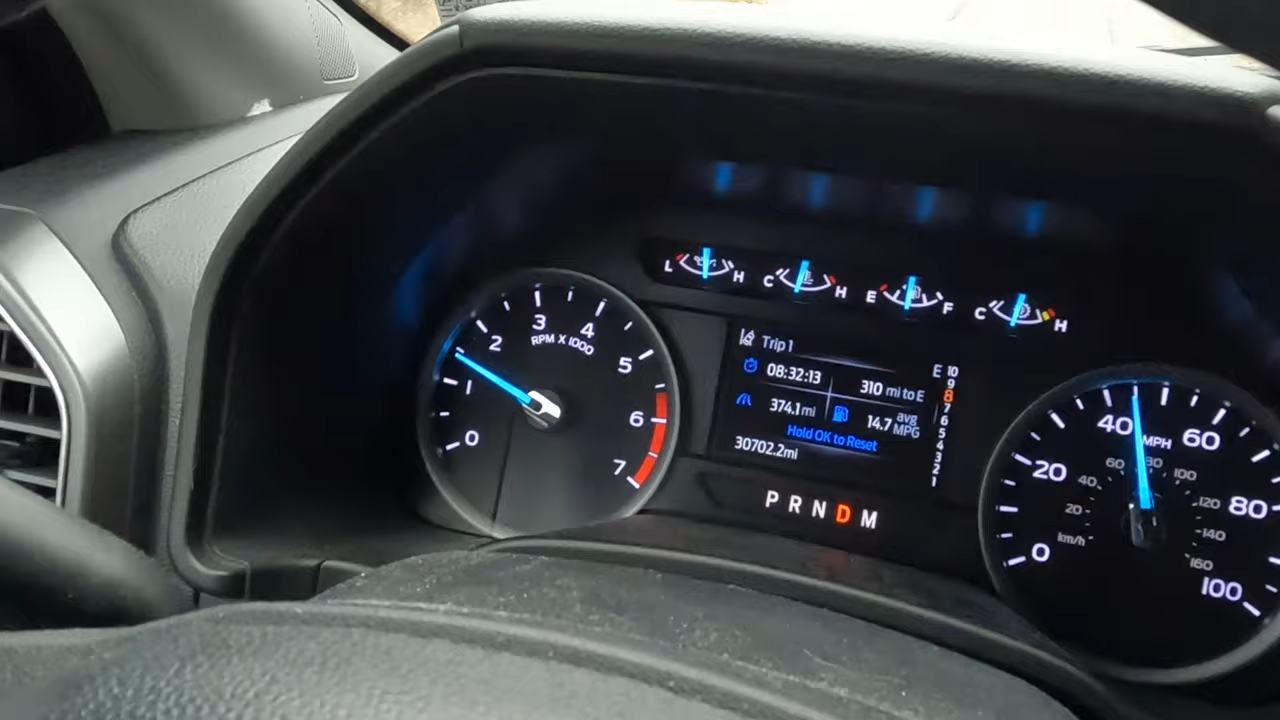 L H C H E F C H
3 4
2 5
RPM X 1000
1 6
0 7
Trip 1
08:32:13 310 mi to E
374.1 mi 14.7 avg MPG
Hold OK to Reset
30702.2mi
E 10
9
8
7
6
5
4
3
2
1
P R N D M
40 60
MPH
20 80
0 100
60 80 100
40 120
20 140
km/h 160